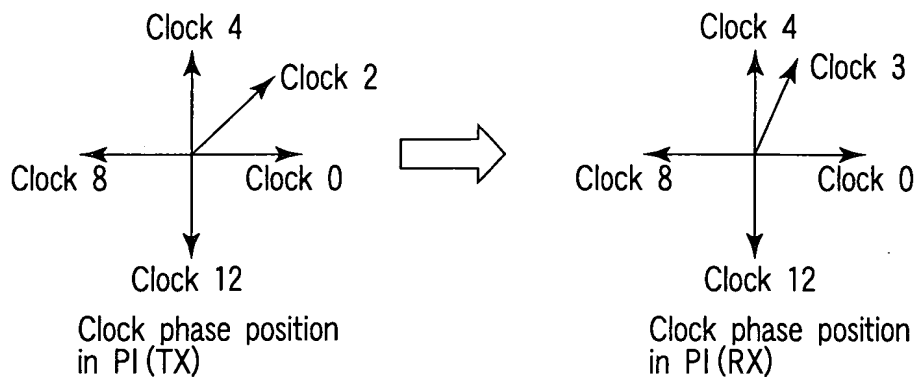 Clock 4
Clock 2
Clock 8
Clock 0
Clock 12
Clock phase position
in PI(TX)
Clock 4
Clock 3
Clock 8
Clock 0
Clock 12
Clock phase position
in PI(RX)